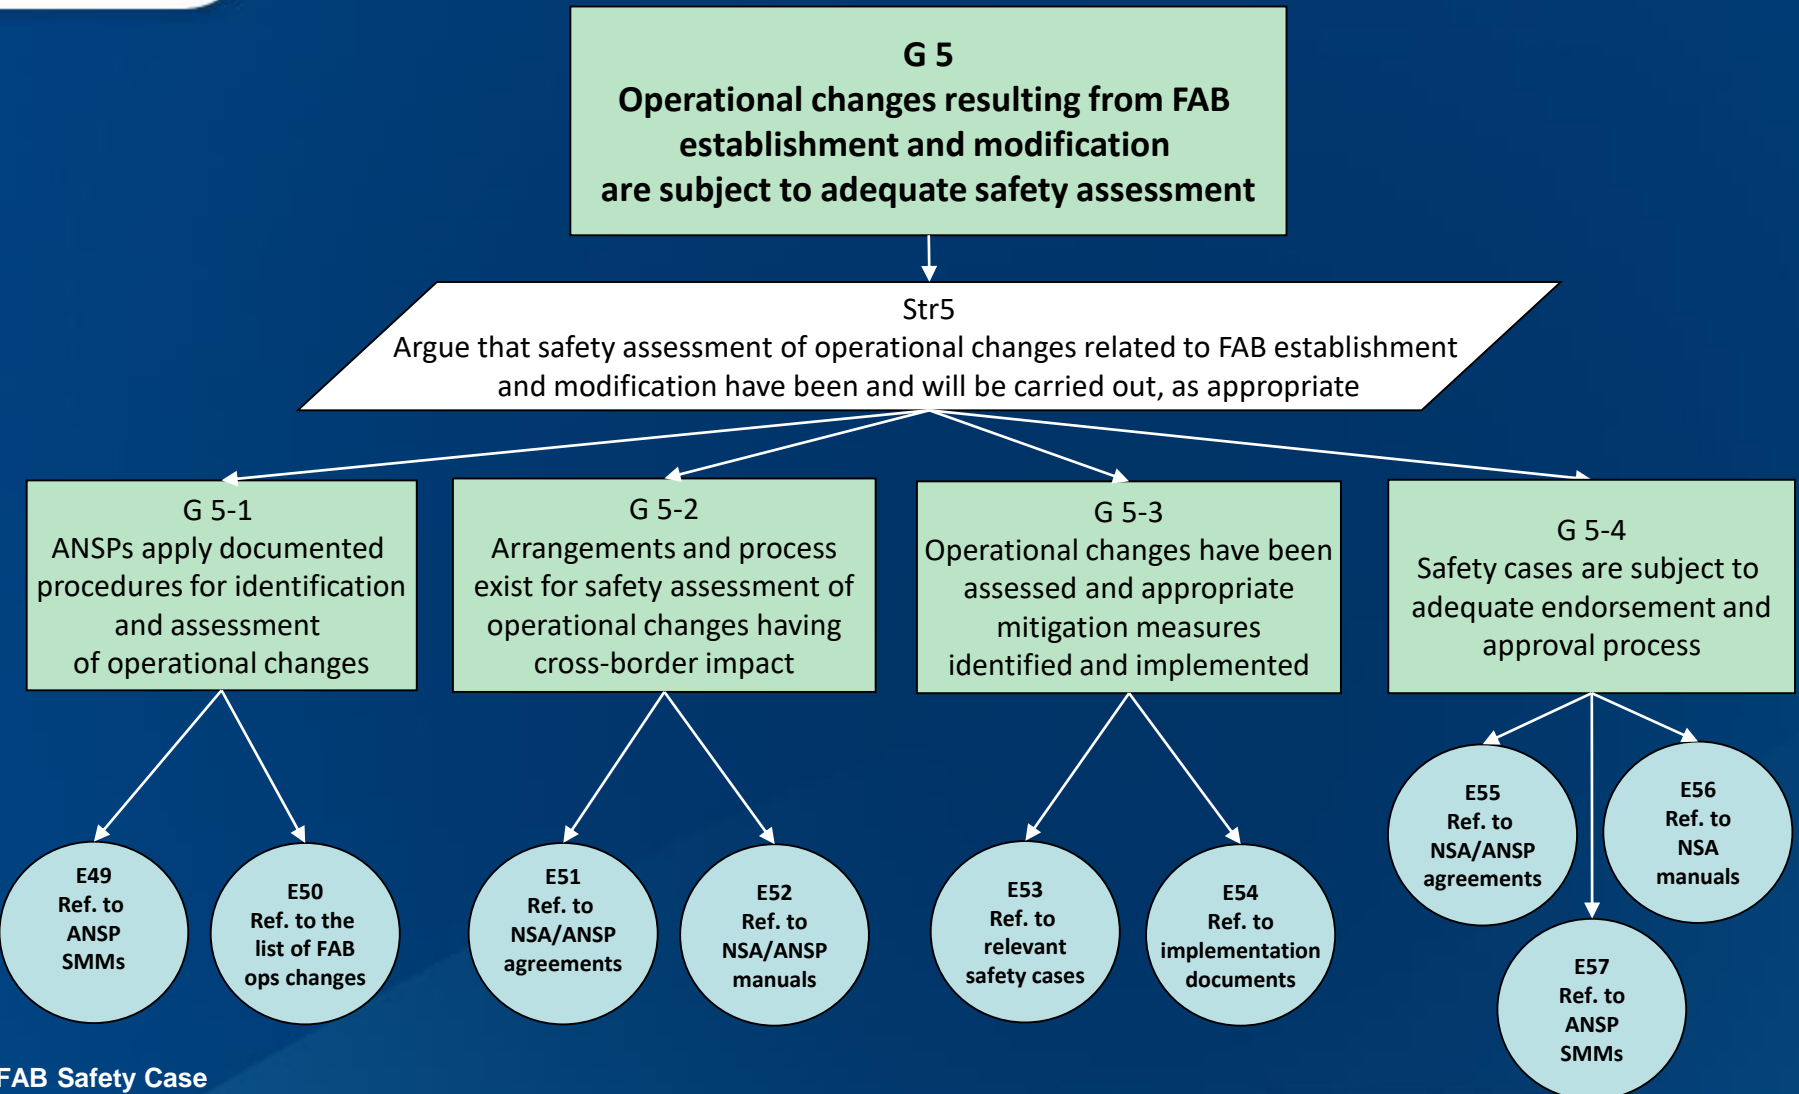 G 5
Operational changes resulting from FAB
establishment and modification
are subject to adequate safety assessment
Str5
Argue that safety assessment of operational changes related to FAB establishment
and modification have been and will be carried out, as appropriate
G 5-1
ANSPs apply documented
procedures for identification
and assessment
of operational changes
G 5-2
Arrangements and process
exist for safety assessment of
operational changes having
cross-border impact
G 5-3
Operational changes have been
assessed and appropriate
mitigation measures
identified and implemented
G 5-4
Safety cases are subject to
adequate endorsement and
approval process
E49
Ref. to
ANSP
SMMs
E50
Ref. to the
list of FAB
ops changes
E51
Ref. to
NSA/ANSP
agreements
E52
Ref. to
NSA/ANSP
manuals
E53
Ref. to
relevant
safety cases
E54
Ref. to
implementation
documents
E55
Ref. to
NSA/ANSP
agreements
E56
Ref. to
NSA
manuals
E57
Ref. to
ANSP
SMMs
FAB Safety Case